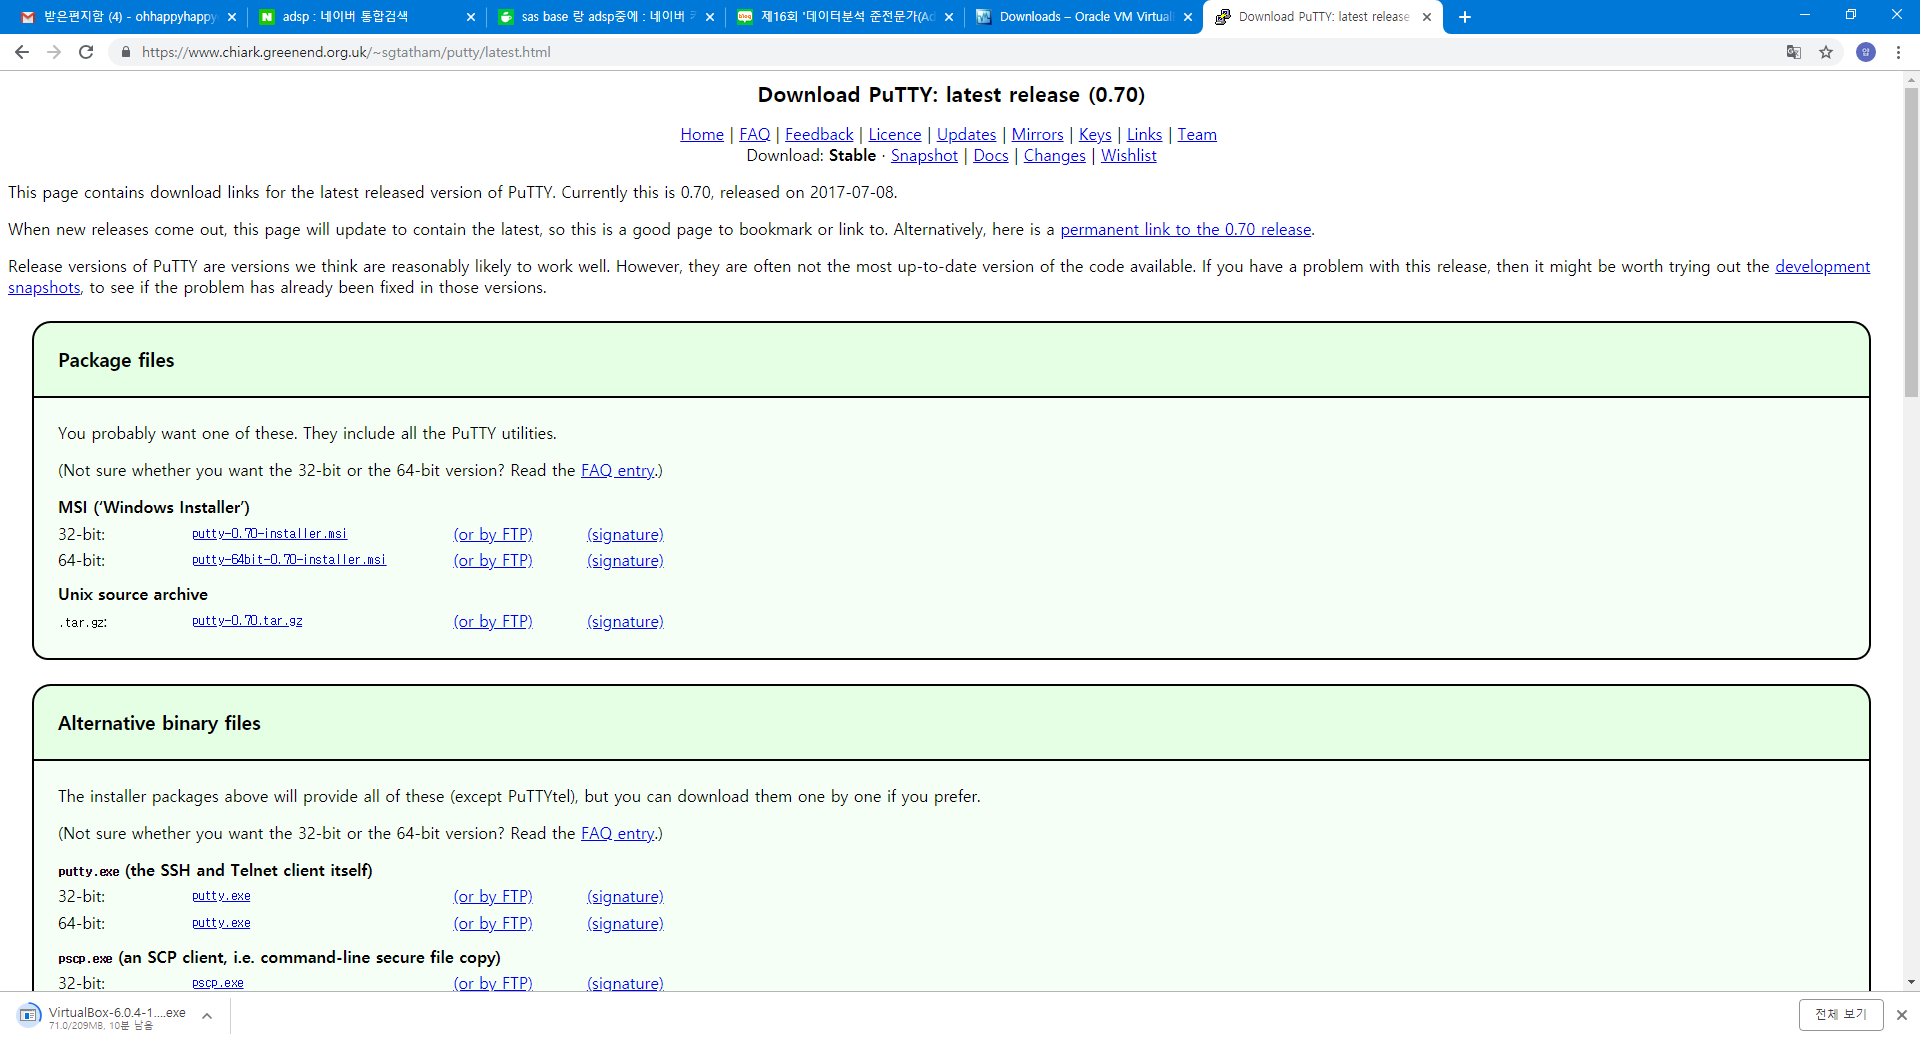 받은편지함 (4) - ohhappyhappy
adsp : 네이버 통합검색
sas base 랑 adsp중에 : 네이버 카
제16회 '데이터분석 준전문가(Ad
Downloads – Oracle VM Virtual
Download PuTTY: latest release
https://www.chiark.greenend.org.uk/~sgtatham/putty/latest.html
Download PuTTY: latest release (0.70)
Home | FAQ | Feedback | Licence | Updates | Mirrors | Keys | Links | Team
Download: Stable · Snapshot | Docs | Changes | Wishlist
This page contains download links for the latest released version of PuTTY. Currently this is 0.70, released on 2017-07-08.
When new releases come out, this page will update to contain the latest, so this is a good page to bookmark or link to. Alternatively, here is a permanent link to the 0.70 release.
Release versions of PuTTY are versions we think are reasonably likely to work well. However, they are often not the most up-to-date version of the code available. If you have a problem with this release, then it might be worth trying out the development
snapshots, to see if the problem has already been fixed in those versions.
Package files
You probably want one of these. They include all the PuTTY utilities.
(Not sure whether you want the 32-bit or the 64-bit version? Read the FAQ entry.)
MSI (‘Windows Installer’)
32-bit: putty-0.70-installer.msi (or by FTP) (signature)
64-bit: putty-64bit-0.70-installer.msi (or by FTP) (signature)
Unix source archive
.tar.gz: putty-0.70.tar.gz (or by FTP) (signature)
Alternative binary files
The installer packages above will provide all of these (except PuTTYtel), but you can download them one by one if you prefer.
(Not sure whether you want the 32-bit or the 64-bit version? Read the FAQ entry.)
putty.exe (the SSH and Telnet client itself)
32-bit: putty.exe (or by FTP) (signature)
64-bit: putty.exe (or by FTP) (signature)
pscp.exe (an SCP client, i.e. command-line secure file copy)
32-bit: pscp.exe (or by FTP) (signature)
VirtualBox-6.0.4-1....exe
71.0/209MB, 10분 남음
전체 보기